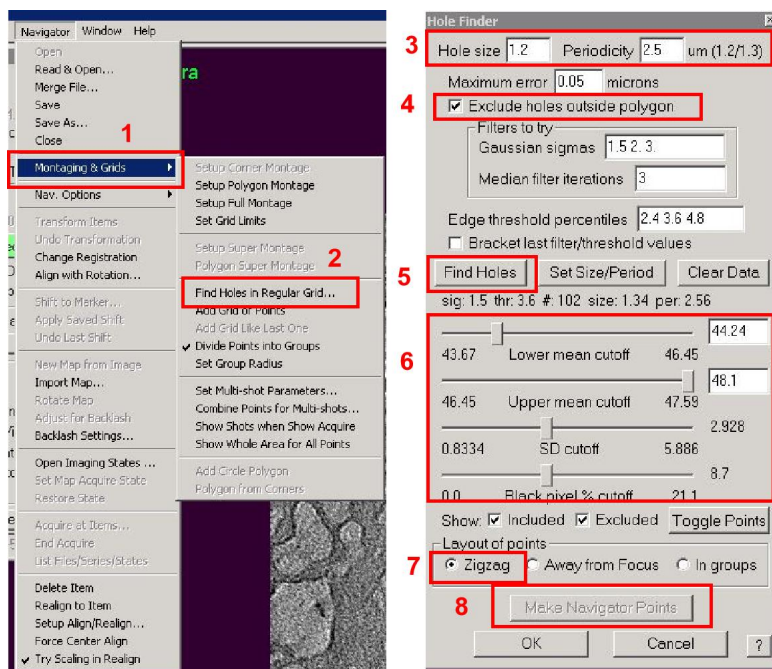 Navigator Window Help
Open
Read & Open...
Merge File...
Save
Save As...
Close
1
Montaging & Grids
Nav. Options
Transform Items
Undo Transformation
Change Registration
Align with Rotation...
Shift to Marker...
Apply Saved Shift
Undo Last Shift
New Map from Image
Import Map...
Rotate Map
Adjust for Backlash
Backlash Settings...
Open Imaging States ...
Set Map Acquire State
Restore State
Acquire at Items...
End Acquire
List Files/Series/States
Delete Item
Realign to Item
Setup Align/Realign...
Force Center Align
✓ Try Scaling in Realign
ra
Setup Corner Montage
Setup Polygon Montage
Setup Full Montage
Set Grid Limits
Setup Super Montage
Polygon Super Montage
2
Find Holes in Regular Grid...
Add Grid of Points
Add Grid Like Last One
✓ Divide Points into Groups
Set Group Radius
Set Multi-shot Parameters...
Combine Points for Multi-shots...
Show Shots when Show Acquire
Show Whole Area for All Points
Add Circle Polygon
Polygon from Corners
Hole Finder
3
Hole size 1.2 Periodicity 2.5 um (1.2/1.3)
Maximum error 0.05 microns
4
Exclude holes outside polygon
Filters to try
Gaussian sigmas 1.5 2. 3.
Median filter iterations 3
Edge threshold percentiles 2.4 3.6 4.8
Bracket last filter/threshold values
5
Find Holes Set Size/Period Clear Data
sig: 1.5 thr: 3.6 #: 102 size: 1.34 per: 2.56
6
44.24
43.67 Lower mean cutoff 46.45
48.1
46.45 Upper mean cutoff 47.59
2.928
0.8334 SD cutoff 5.886
8.7
0.0 Black pixel % cutoff 21.1
Show: Included Excluded Toggle Points
Layout of points
7
Zigzag Away from Focus In groups
8
Make Navigator Points
OK Cancel ?